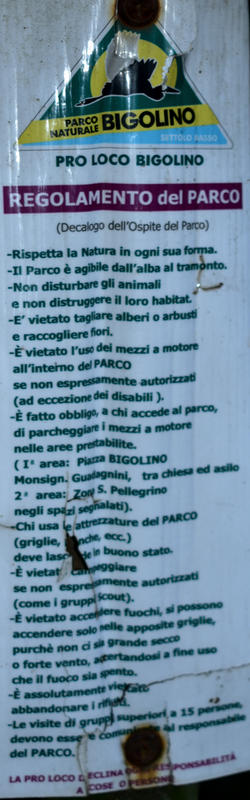 PARCO
NATURALE BIGOLINO
SETTOLO BASSO
PRO LOCO BIGOLINO
REGOLAMENTO del PARCO
(Decalogo dell'Ospite del Parco)
-Rispetta la Natura in ogni sua forma.
-Il Parco è agibile dall'alba al tramonto.
-Non disturbare gli animali
e non distruggere il loro habitat.
-E' vietato tagliare alberi o arbusti
e raccogliere fiori.
-È vietato l'uso dei mezzi a motore
all'interno del PARCO
se non espressamente autorizzati
(ad eccezione dei disabili ).
-È fatto obbligo, a chi accede al parco,
di parcheggiare i mezzi a motore
nelle aree prestabilite.
( Iª area: Piazza BIGOLINO
Monsign. Guadagnini, tra chiesa ed asilo
2ª area: Zona S. Pellegrino
negli spazi segnalati).
-Chi usa le attrezzature del PARCO
(griglie, panche, ecc.)
deve lasciarle in buono stato.
-È vietato campeggiare
se non espressamente autorizzati
(come i gruppi scout).
-È vietato accendere fuochi, si possono
accendere solo nelle apposite griglie,
purchè non ci sia grande secco
o forte vento, accertandosi a fine uso
che il fuoco sia spento.
-È assolutamente vietato
abbandonare i rifiuti.
-Le visite di gruppi superiori a 15 persone,
devono essere comunicate al responsabile
del PARCO.
LA PRO LOCO DECLINA OGNI RESPONSABILITÀ
A COSE O PERSONE